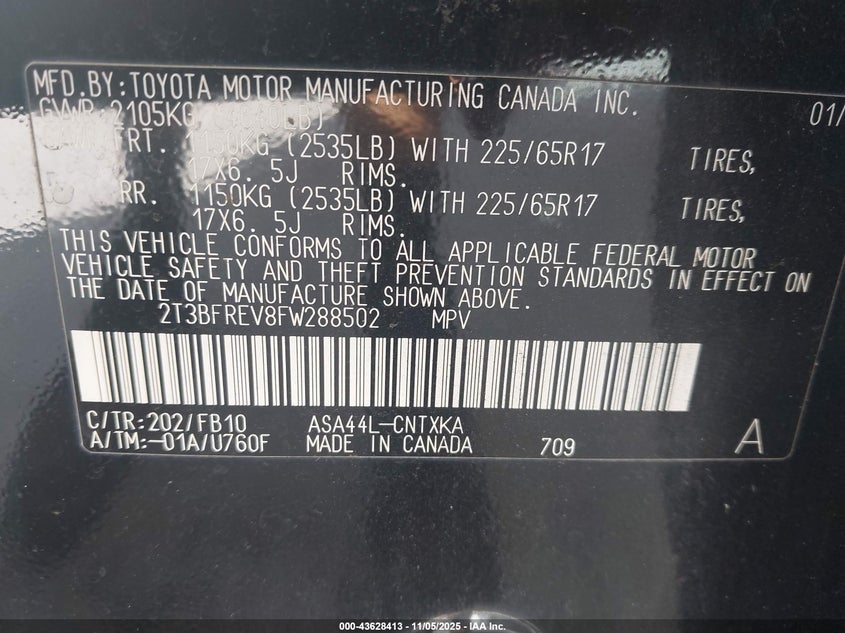 MFD.BY:TOYOTA MOTOR MANUFACTURING CANADA INC. 01/
GVWR 2105KG
FRT. 1150KG (2535LB) WITH 225/65R17 TIRES,
17X6. 5J RIMS.
RR. 1150KG (2535LB) WITH 225/65R17 TIRES,
17X6. 5J RIMS.
THIS VEHICLE CONFORMS TO ALL APPLICABLE FEDERAL MOTOR
VEHICLE SAFETY AND THEFT PREVENTION STANDARDS IN EFFECT ON
THE DATE OF MANUFACTURE SHOWN ABOVE.
2T3BFREV8FW288502 MPV
C/TR:202/FB10 ASA44L-CNTXKA
A/TM:-01A/U760F MADE IN CANADA 709 A
000-43628413 - 11/05/2025 - IAA Inc.